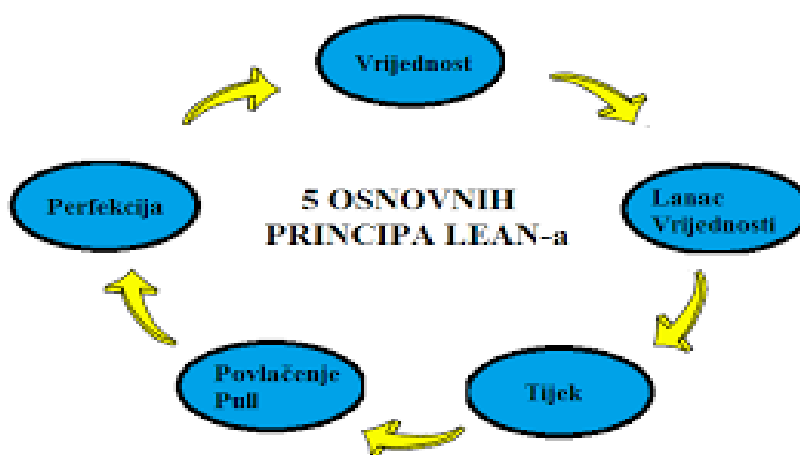 Vrijednost
5 OSNOVNIH
PRINCIPA LEAN-a
Lanac
Vrijednosti
Tijek
Povlačenje
Pull
Perfekcija